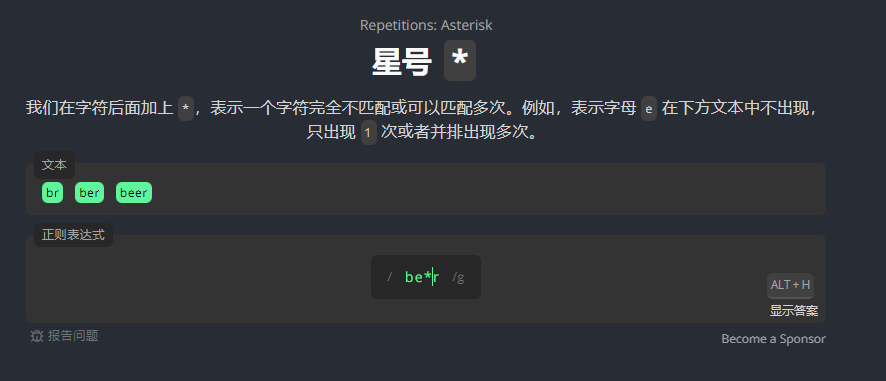 Repetitions: Asterisk
星号 *
我们在字符后面加上 *，表示一个字符完全不匹配或可以匹配多次。例如，表示字母 e 在下方文本中不出现，
只出现 1 次或者并排出现多次。
文本
br ber beer
正则表达式
/ be*r /g
ALT + H
显示答案
报告问题
Become a Sponsor